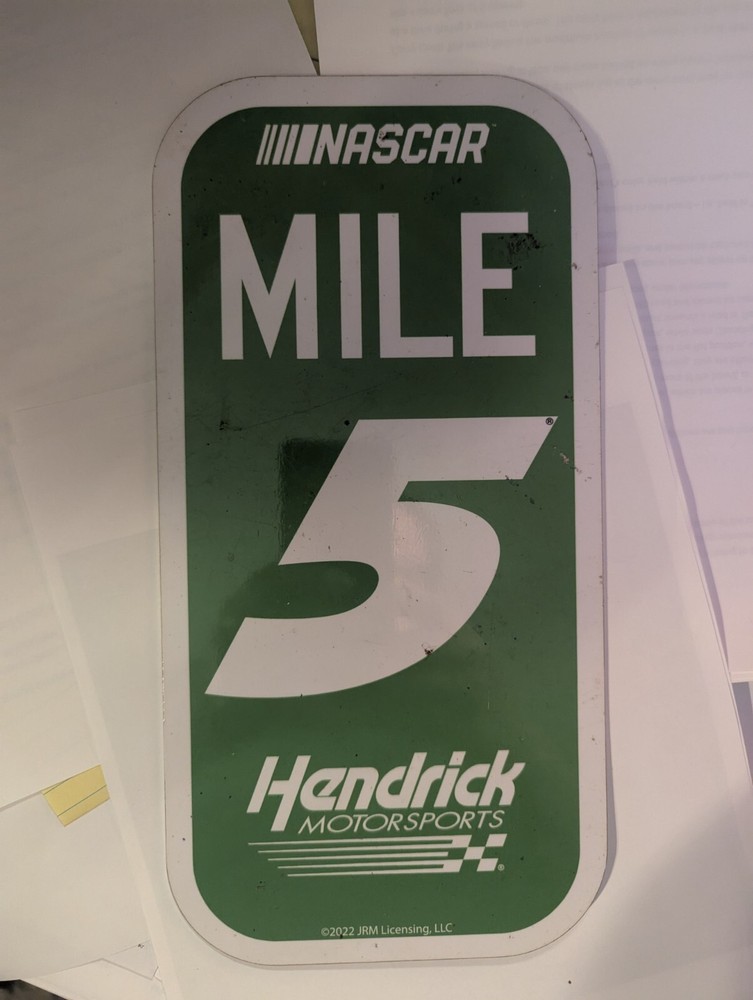 NASCAR
MILE
5®
Hendrick
MOTORSPORTS
®
©2022 JRM Licensing, LLC